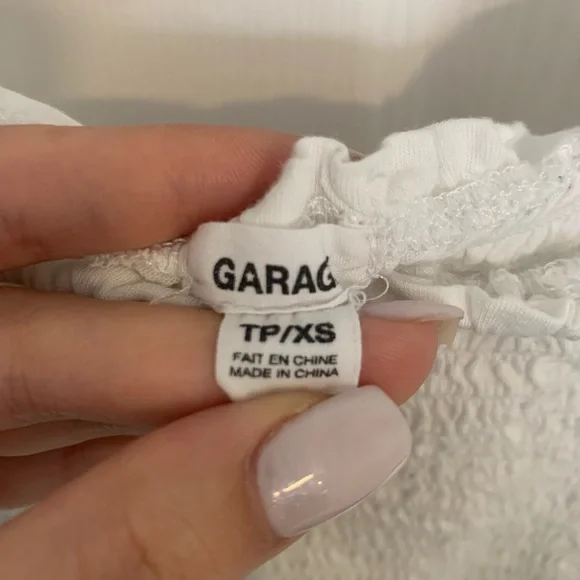 GARAG
TP/XS
FAIT EN CHINE
MADE IN CHINA